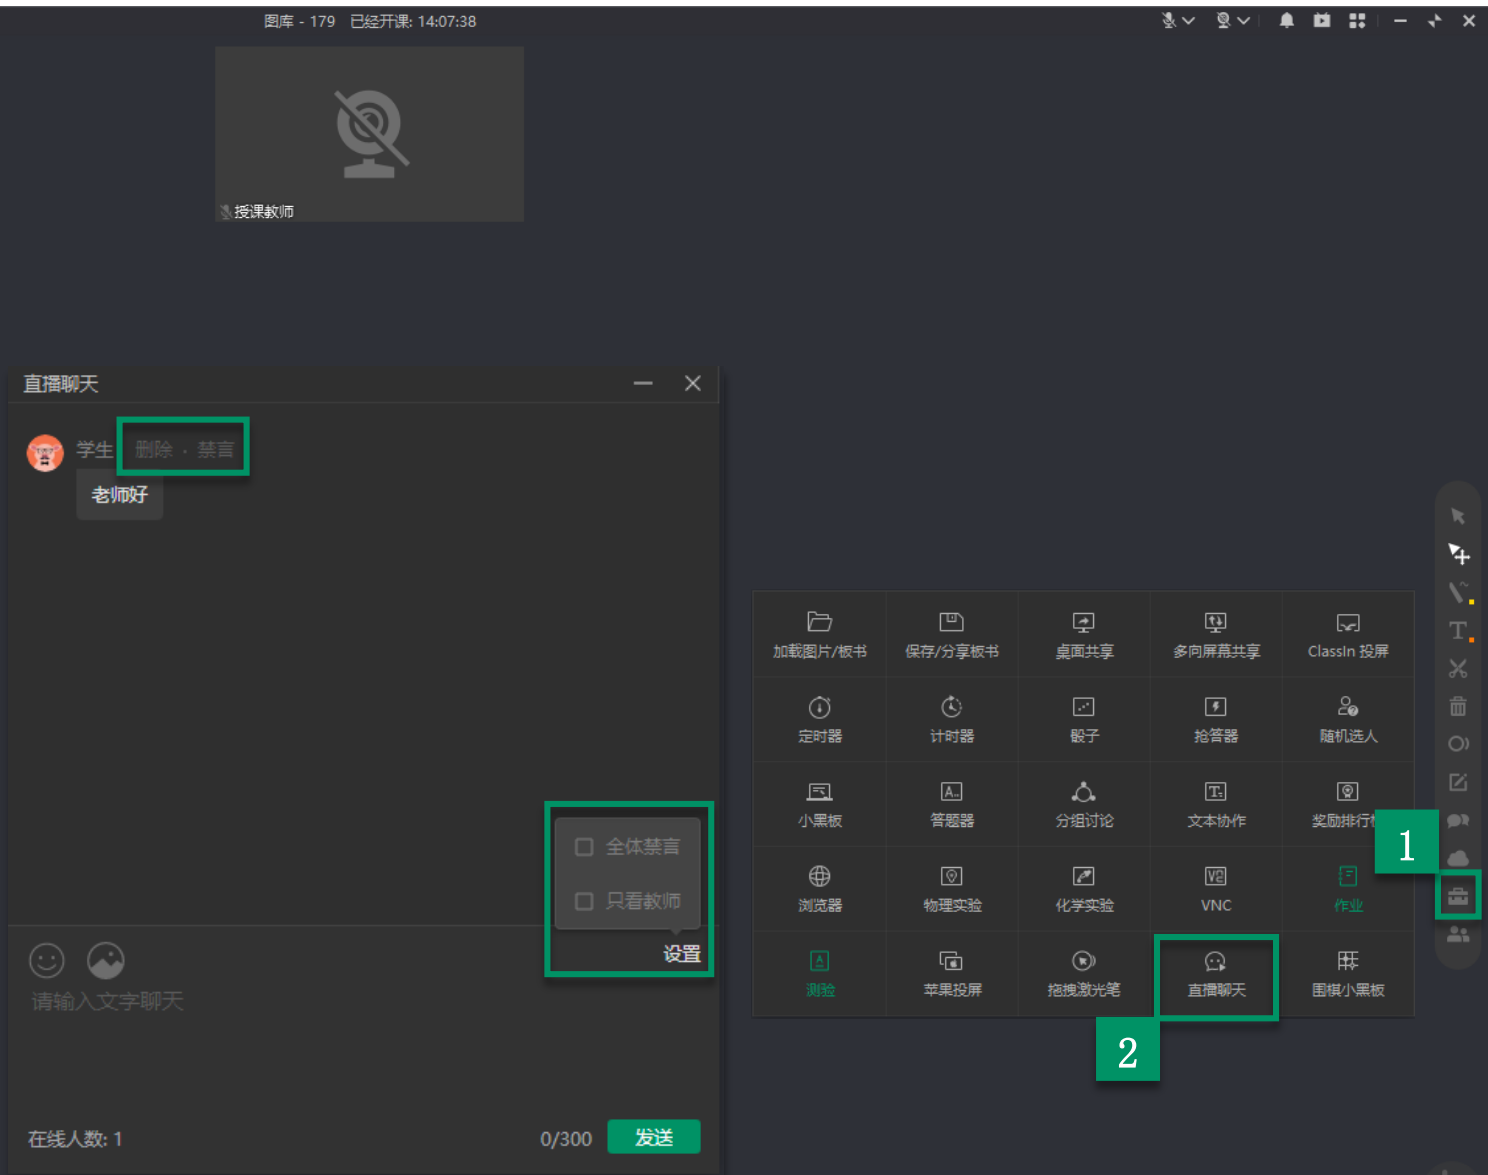 图库 - 179 已经开课: 14:07:38
授课教师
直播聊天
学生 删除 · 禁言
老师好
全体禁言
只看教师
设置
请输入文字聊天
在线人数: 1 0/300 发送
加载图片/板书 保存/分享板书 桌面共享 多向屏幕共享 ClassIn 投屏
定时器 计时器 骰子 抢答器 随机选人
小黑板 答题器 分组讨论 文本协作 奖励排行
浏览器 物理实验 化学实验 VNC 作业
测验 苹果投屏 拖拽激光笔 直播聊天 围棋小黑板
1
2